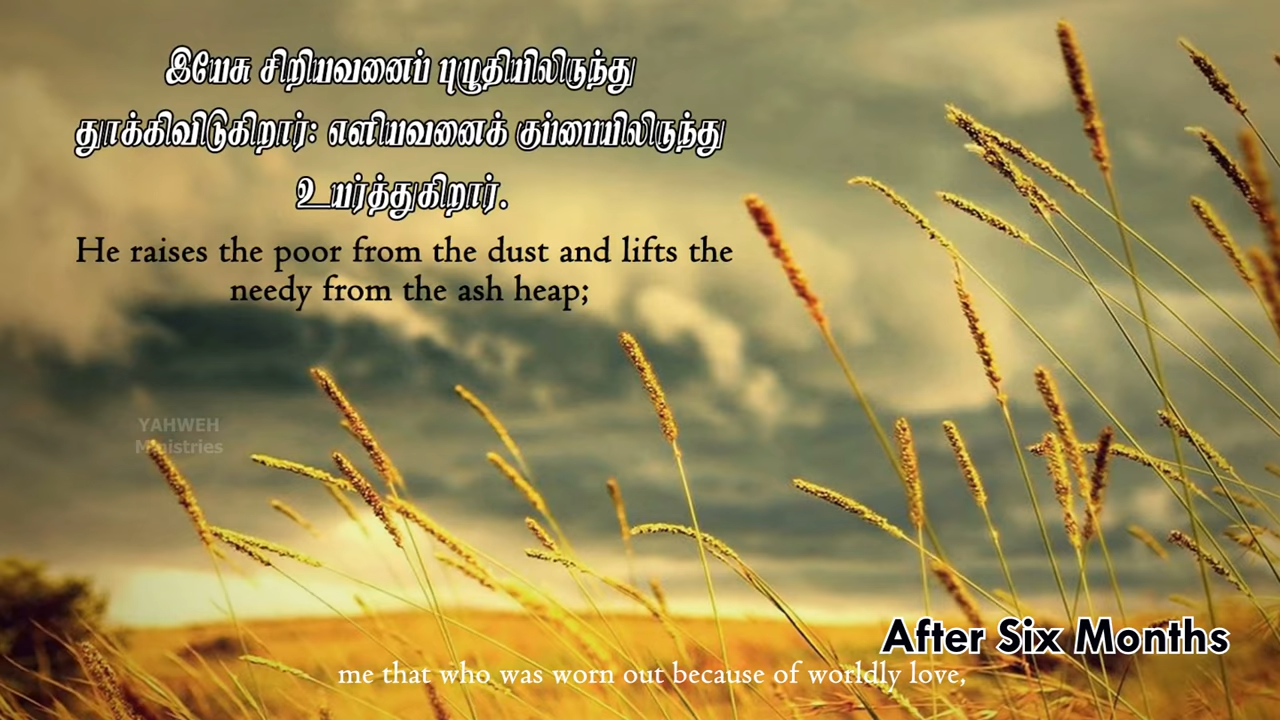 இயேசு சிறியவனைப் புழுதியிலிருந்து
தூக்கிவிடுகிறார்: எளியவனைக் குப்பையிலிருந்து
உயர்த்துகிறார்.
He raises the poor from the dust and lifts the
needy from the ash heap;
YAHWEH
Ministries
After Six Months
me that who was worn out because of worldly love,